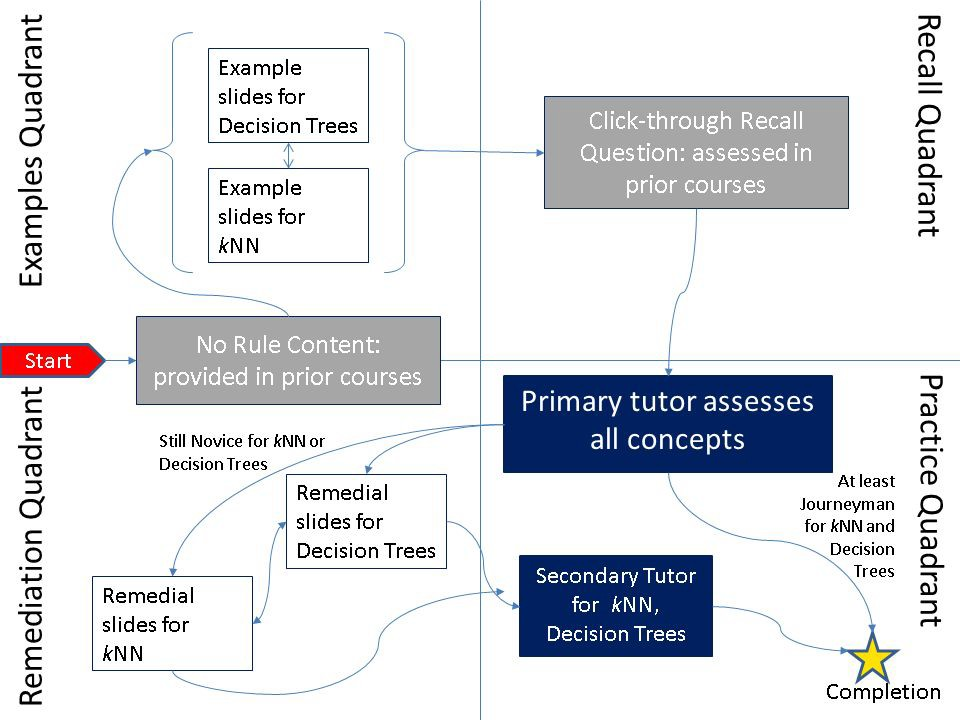 Examples Quadrant
Example
slides for
Decision Trees
Example
slides for
kNN
Click-through Recall
Question: assessed in
prior courses
Recall Quadrant
Start
No Rule Content:
provided in prior courses
Remediation Quadrant
Still Novice for kNN or
Decision Trees
Remedial
slides for
Decision Trees
Remedial
slides for
kNN
Primary tutor assesses
all concepts
At least
Journeyman
for kNN and
Decision
Trees
Secondary Tutor
for kNN,
Decision Trees
Practice Quadrant
Completion